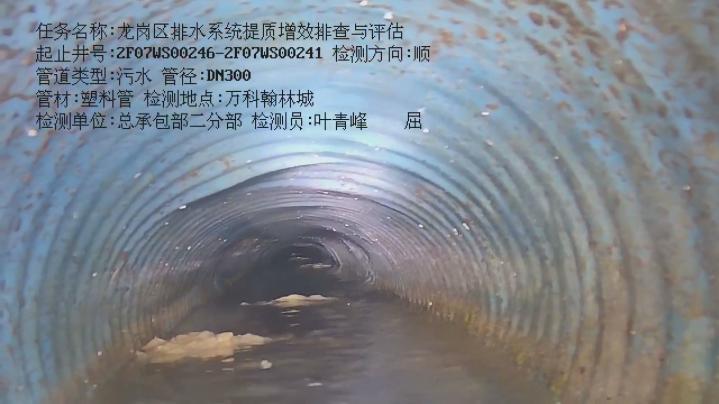 任务名称:龙岗区排水系统提质增效排查与评估
起止井号:2F07WS00246-2F07WS00241 检测方向:顺
管道类型:污水 管径:DN300
管材:塑料管 检测地点:万科翰林城
检测单位:总承包部二分部 检测员:叶青峰 屈